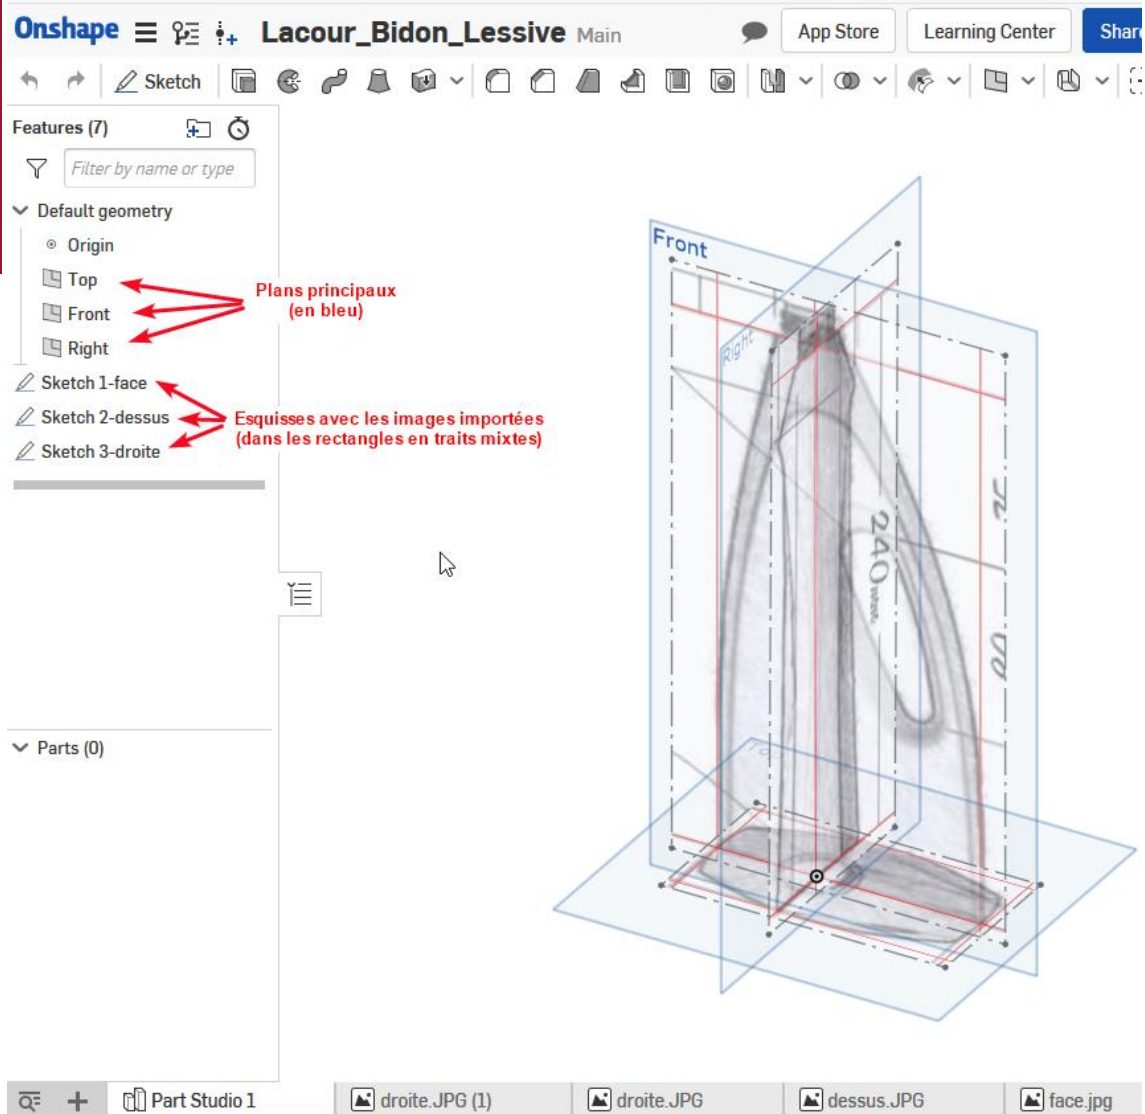 Onshape Lacour_Bidon_Lessive Main App Store Learning Center Share
Sketch
Features (7)
Filter by name or type
Default geometry
Origin
Top
Front
Right
Plans principaux
(en bleu)
Sketch 1-face
Sketch 2-dessus
Sketch 3-droite
Esquisses avec les images importées
(dans les rectangles en traits mixtes)
Front
Right
240mm
Top
Parts (0)
Part Studio 1 droite.JPG (1) droite.JPG dessus.JPG face.jpg